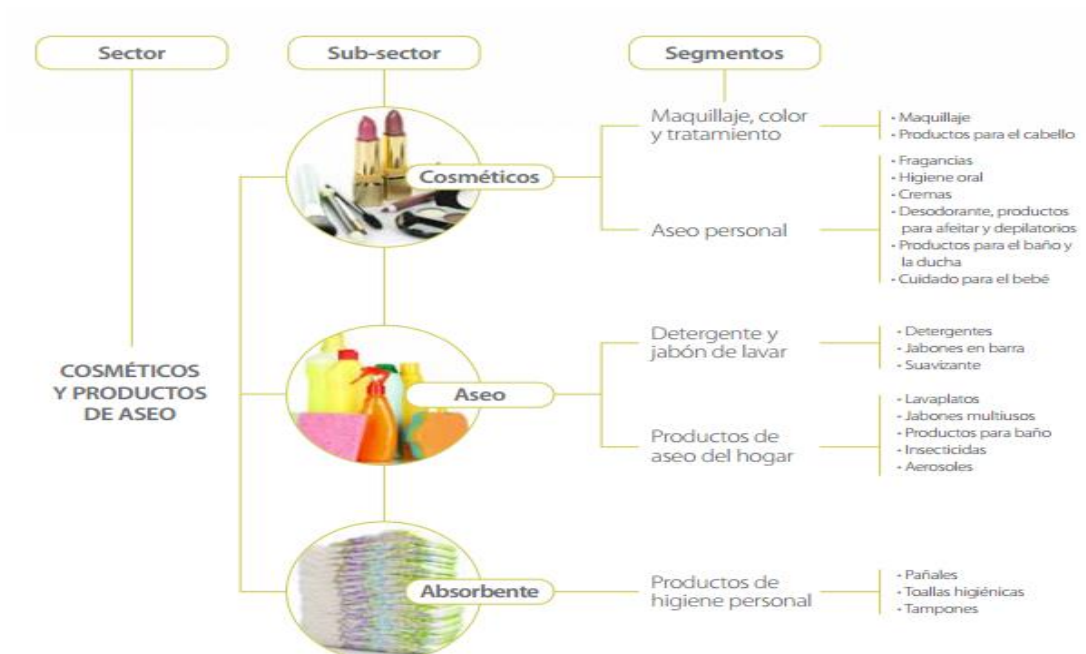 Sector
Sub-sector
Segmentos
COSMÉTICOS
Y PRODUCTOS
DE ASEO
Cosméticos
Maquillaje, color
y tratamiento
- Maquillaje
- Productos para el cabello
Aseo personal
- Fragancias
- Higiene oral
- Cremas
- Desodorante, productos
para afeitar y depilatorios
- Productos para el baño y
la ducha
- Cuidado para el bebé
Aseo
Detergente y
jabón de lavar
- Detergentes
- Jabones en barra
- Suavizante
Productos de
aseo del hogar
- Lavaplatos
- Jabones multiusos
- Productos para baño
- Insecticidas
- Aerosoles
Absorbente
Productos de
higiene personal
- Pañales
- Toallas higiénicas
- Tampones